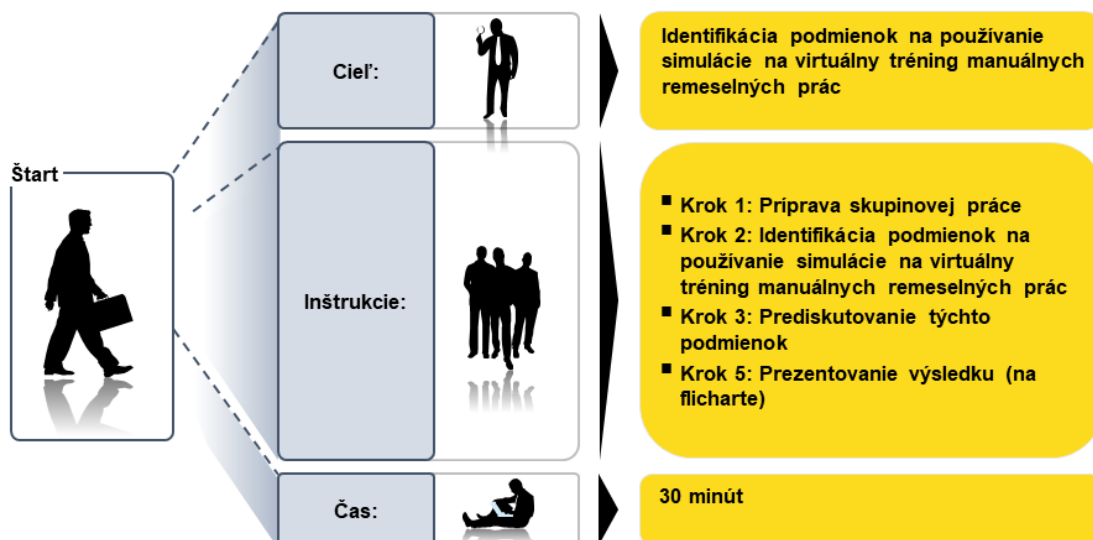 Štart
Cieľ:
Identifikácia podmienok na používanie
simulácie na virtuálny tréning manuálnych
remeselných prác
Inštrukcie:
▪ Krok 1: Príprava skupinovej práce
▪ Krok 2: Identifikácia podmienok na
používanie simulácie na virtuálny
tréning manuálnych remeselných prác
▪ Krok 3: Prediskutovanie týchto
podmienok
▪ Krok 5: Prezentovanie výsledku (na
flicharte)
Čas:
30 minút